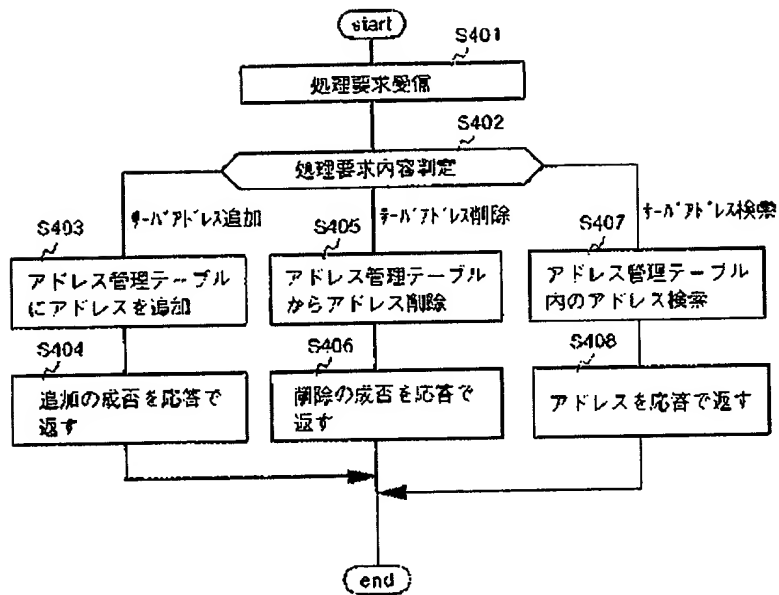 start
S401
処理要求受信
S402
処理要求内容判定
サーバアドレス追加
サーバアドレス削除
サーバアドレス検索
S403
アドレス管理テーブル
にアドレスを追加
S405
アドレス管理テーブル
からアドレス削除
S407
アドレス管理テーブル
内のアドレス検索
S404
追加の成否を応答で
返す
S406
削除の成否を応答で
返す
S408
アドレスを応答で返す
end